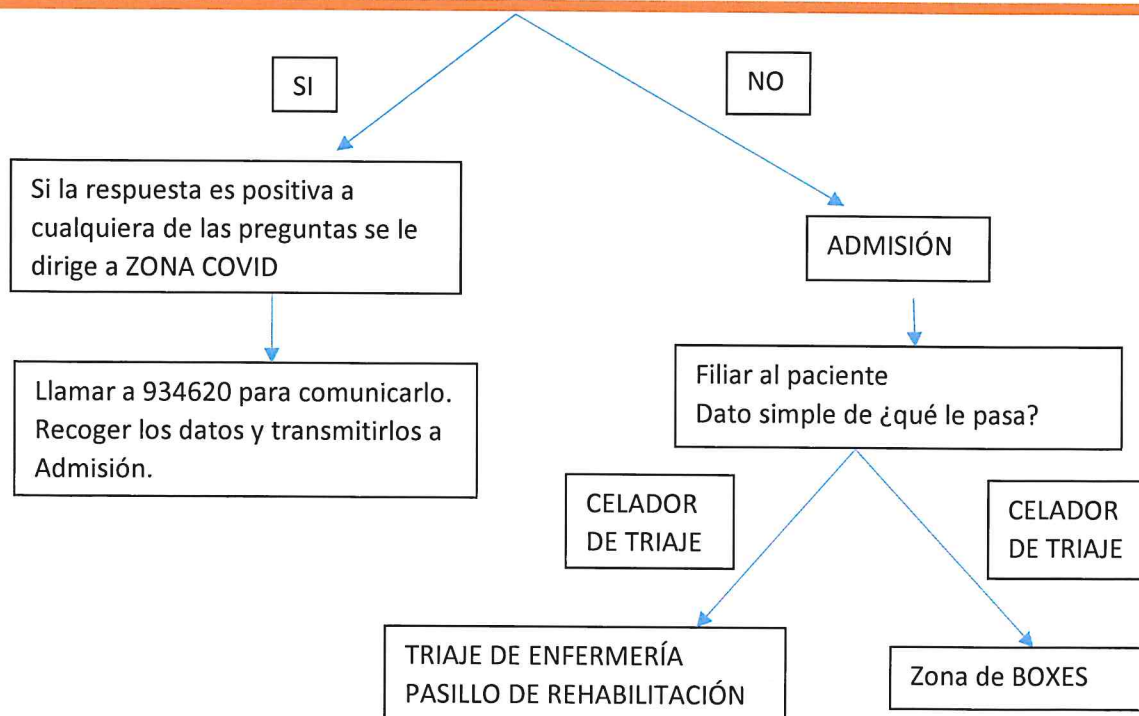 SI
NO
Si la respuesta es positiva a
cualquiera de las preguntas se le
dirige a ZONA COVID
ADMISIÓN
Llamar a 934620 para comunicarlo.
Recoger los datos y transmitirlos a
Admisión.
Filiar al paciente
Dato simple de ¿qué le pasa?
CELADOR
DE TRIAJE
CELADOR
DE TRIAJE
TRIAJE DE ENFERMERÍA
PASILLO DE REHABILITACIÓN
Zona de BOXES